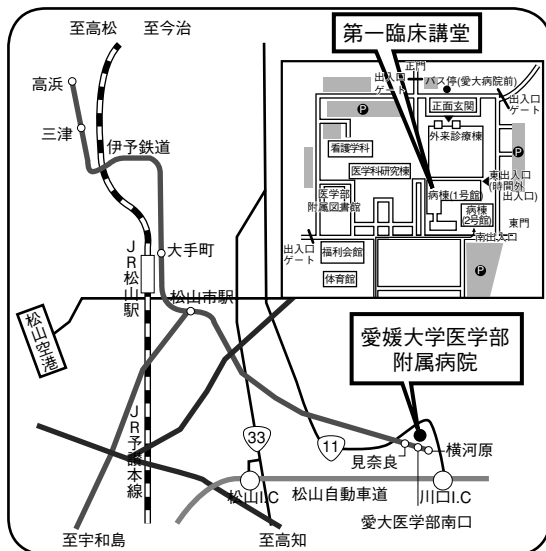 至高松
至今治
高浜
三津
伊予鉄道
大手町
JR松山駅
松山市駅
松山空港
JR予讃本線
至宇和島
至高知
33
11
松山I.C
松山自動車道
川口I.C
見奈良
横河原
愛大医学部南口
愛媛大学医学部
附属病院
第一臨床講堂
正門
出入口
ゲート
バス停(愛大病院前)
出入口
ゲート
P
正面玄関
外来診療棟
P
看護学科
医学科研究棟
東出入口
(時間外
出入口)
医学部
附属図書館
病棟(1号館)
病棟
(2号館)
東門
南出入口
出入口
ゲート
福利会館
体育館
P